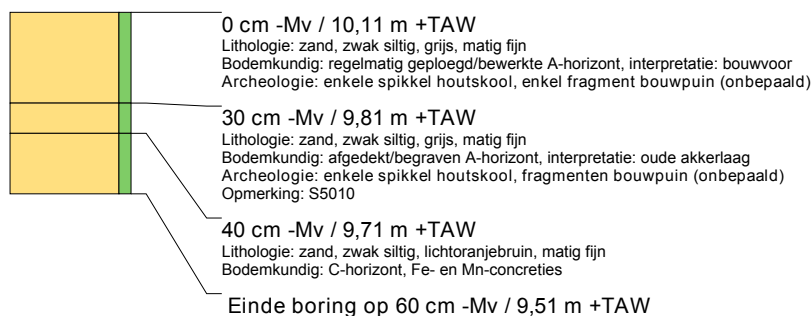 0 cm -Mv / 10,11 m +TAW
Lithologie: zand, zwak siltig, grijs, matig fijn
Bodemkundig: regelmatig geploegd/bewerkte A-horizont, interpretatie: bouwvoor
Archeologie: enkele spikkel houtskool, enkel fragment bouwpuin (onbepaald)
30 cm -Mv / 9,81 m +TAW
Lithologie: zand, zwak siltig, grijs, matig fijn
Bodemkundig: afgedekt/begraven A-horizont, interpretatie: oude akkerlaag
Archeologie: enkele spikkel houtskool, fragmenten bouwpuin (onbepaald)
Opmerking: S5010
40 cm -Mv / 9,71 m +TAW
Lithologie: zand, zwak siltig, lichtoranjebruin, matig fijn
Bodemkundig: C-horizont, Fe- en Mn-concreties
Einde boring op 60 cm -Mv / 9,51 m +TAW